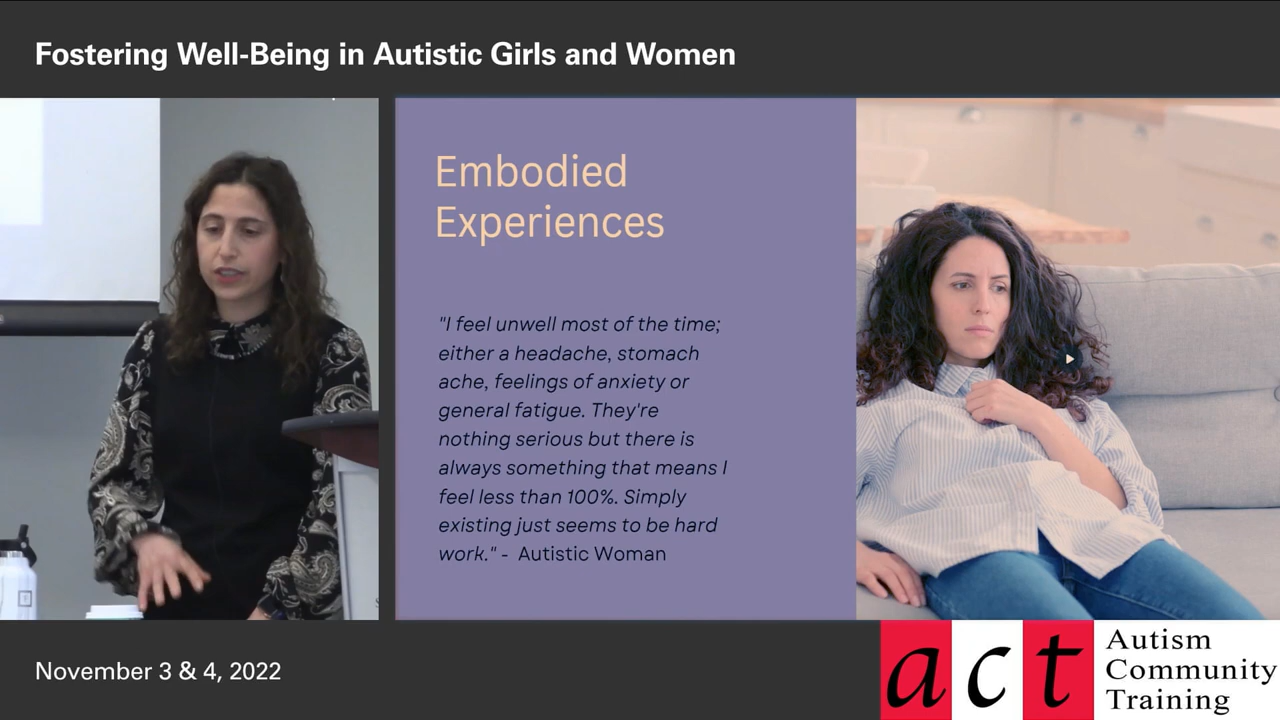 Fostering Well-Being in Autistic Girls and Women
Embodied
Experiences
"I feel unwell most of the time;
either a headache, stomach
ache, feelings of anxiety or
general fatigue. They're
nothing serious but there is
always something that means I
feel less than 100%. Simply
existing just seems to be hard
work." - Autistic Woman
November 3 & 4, 2022
act
Autism
Community
Training